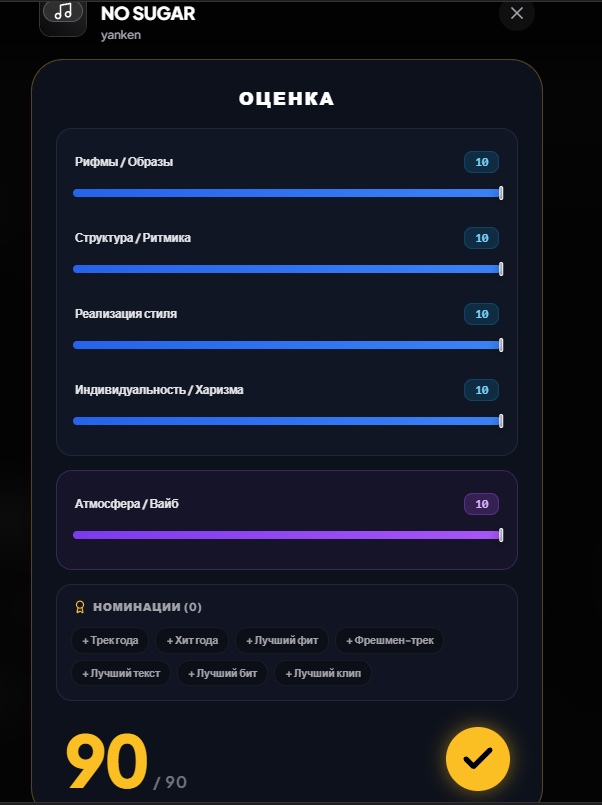 NO SUGAR
yanken
ОЦЕНКА
Рифмы / Образы 10
Структура / Ритмика 10
Реализация стиля 10
Индивидуальность / Харизма 10
Атмосфера / Вайб 10
НОМИНАЦИИ (0)
+ Трек года + Хит года + Лучший фит + Фрешмен-трек
+ Лучший текст + Лучший бит + Лучший клип
90 / 90